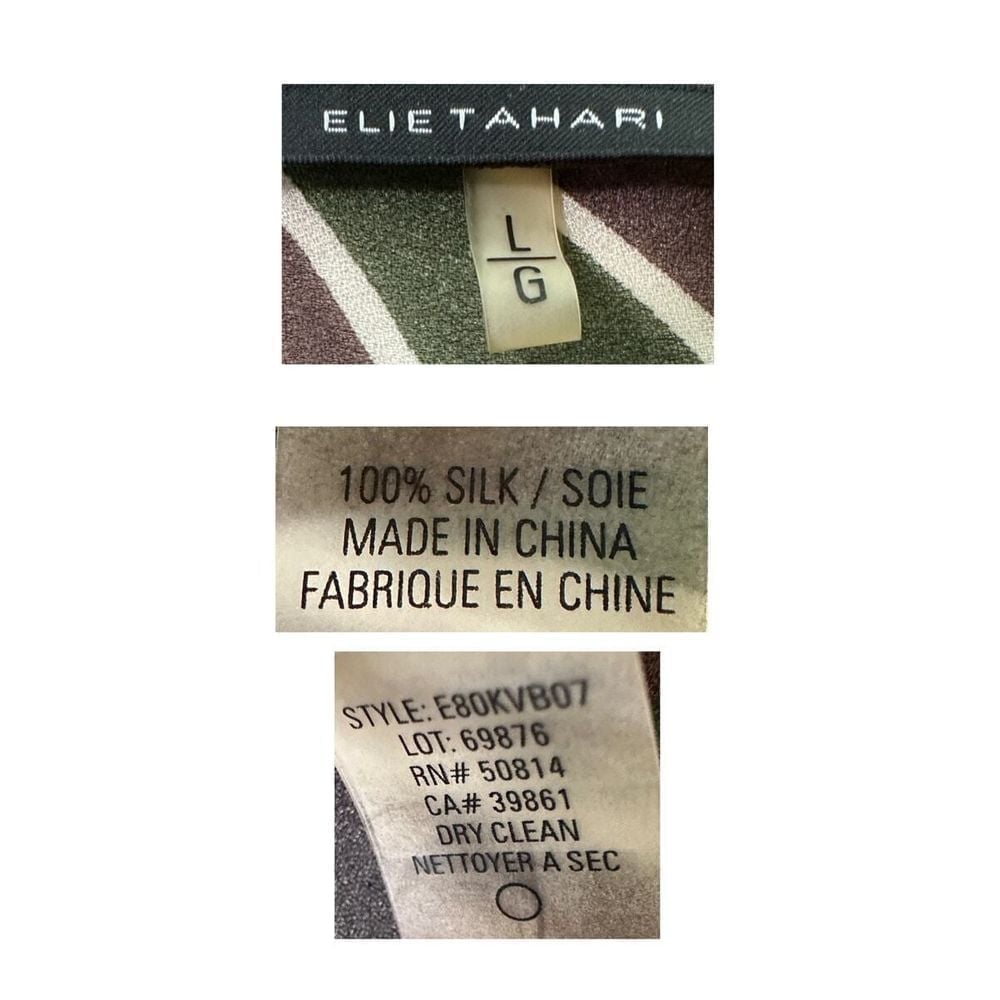 ELIE TAHARI
L
G
100% SILK / SOIE
MADE IN CHINA
FABRIQUE EN CHINE
STYLE: E80KVB07
LOT: 69876
RN# 50814
CA# 39861
DRY CLEAN
NETTOYER A SEC